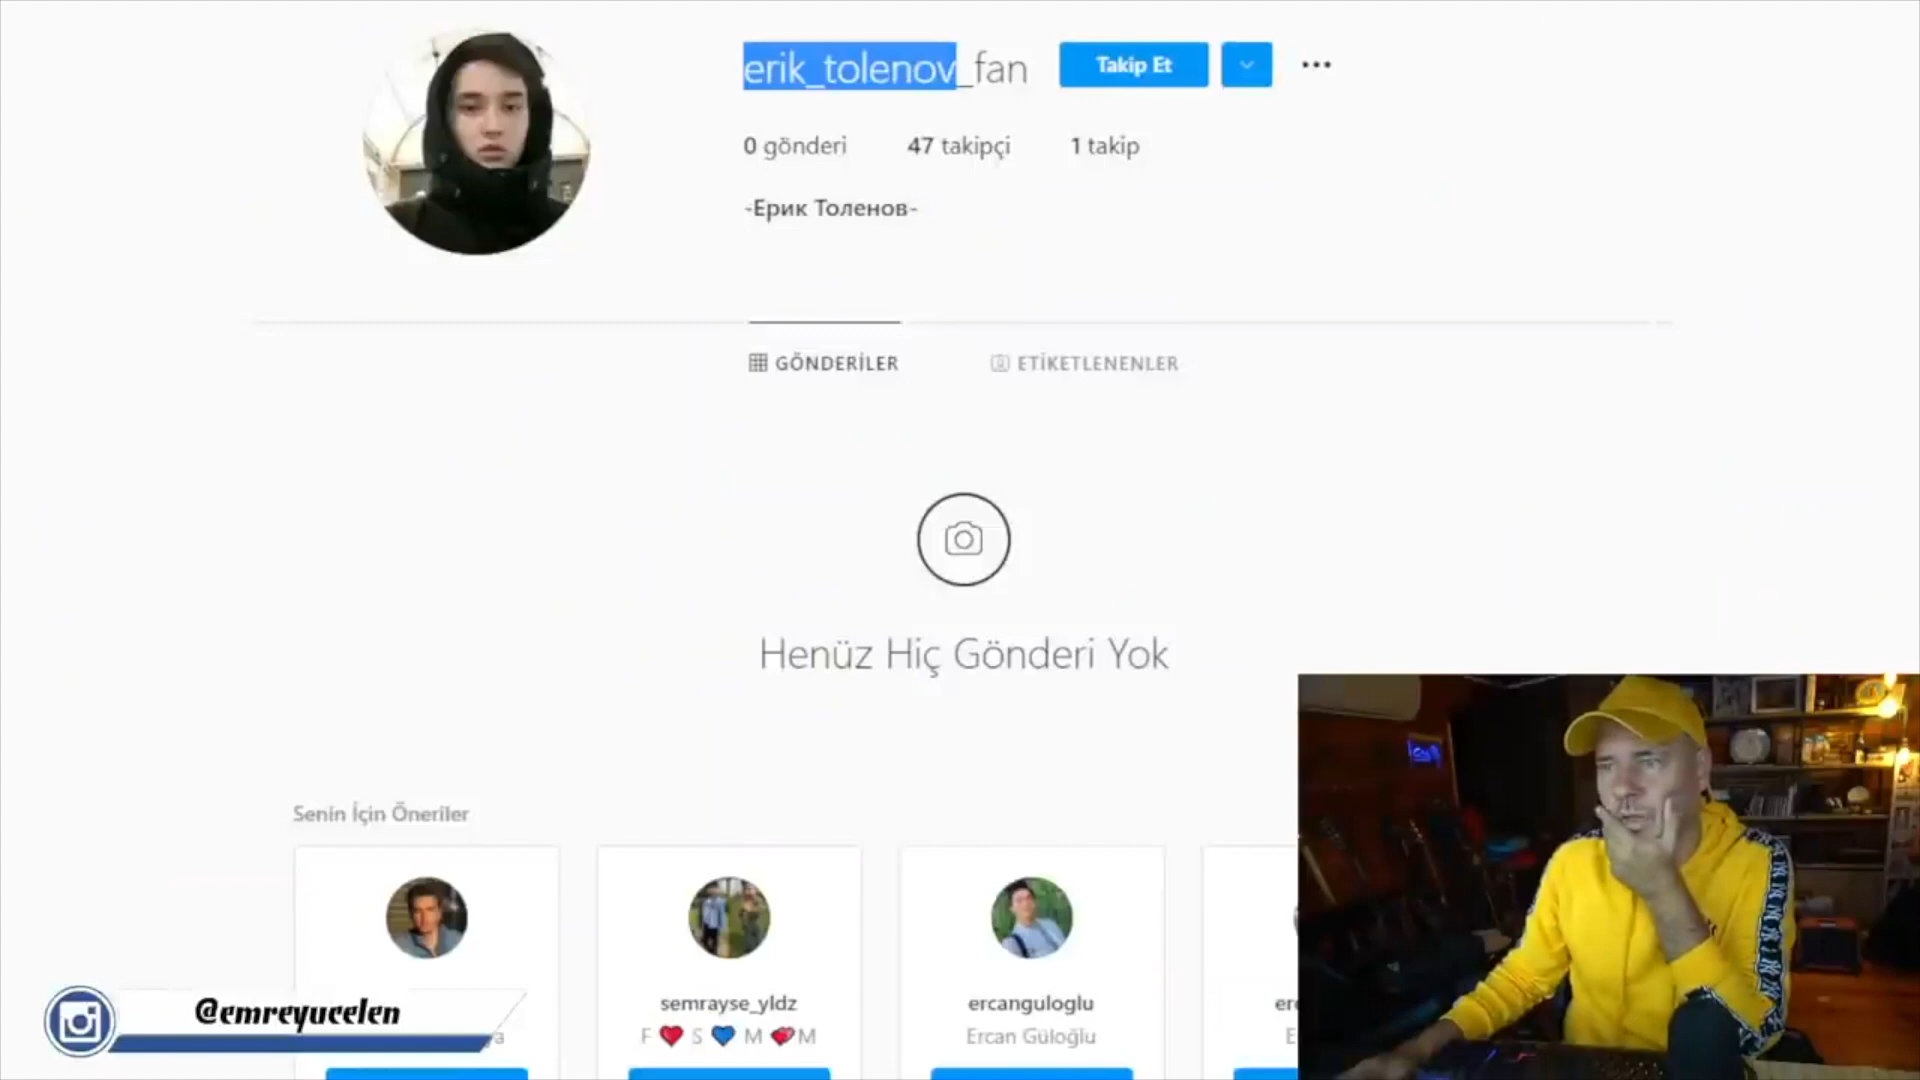 erik_tolenov_fan
Takip Et
0 gönderi 47 takipçi 1 takip
-Ерик Толенов-
GÖNDERİLER ETİKETLENENLER
Henüz Hiç Gönderi Yok
Senin İçin Öneriler
semrayse_yldz
F ❤️ S 💙 M 💞 M
ercanguloglu
Ercan Güloğlu
@emreyucelen